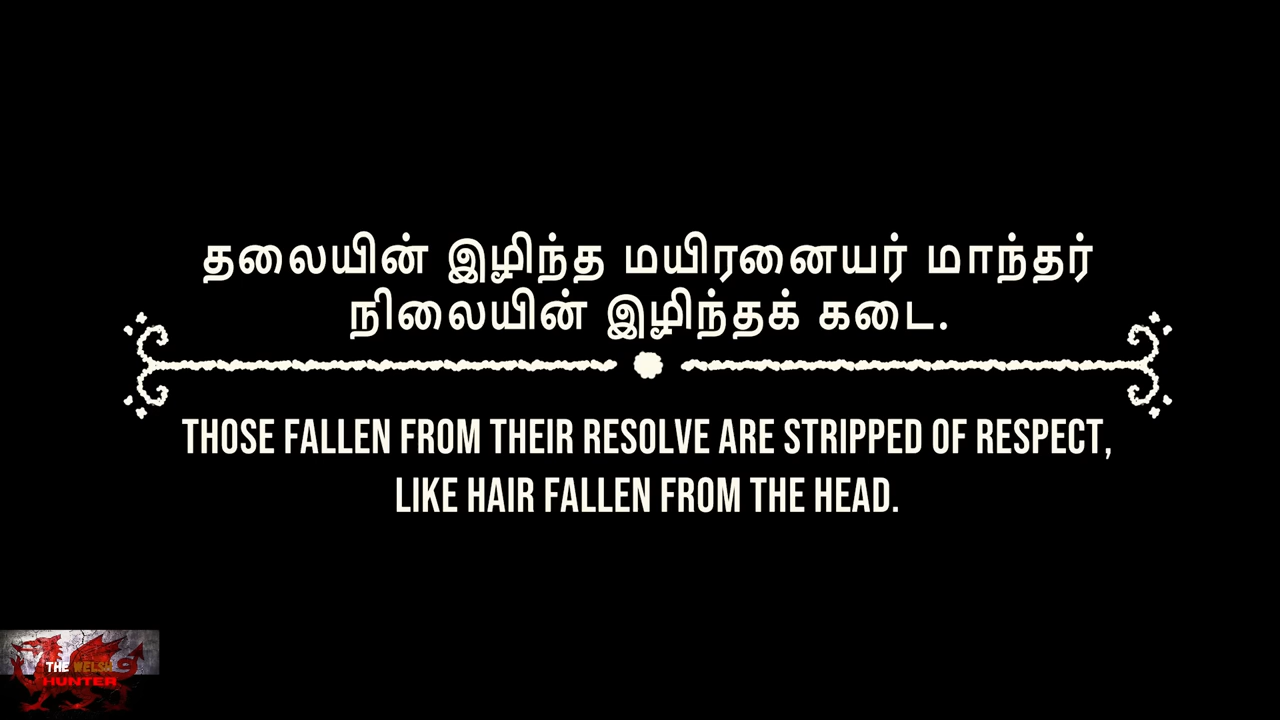 தலையின் இழிந்த மயிரனையர் மாந்தர்
நிலையின் இழிந்தக் கடை.
THOSE FALLEN FROM THEIR RESOLVE ARE STRIPPED OF RESPECT,
LIKE HAIR FALLEN FROM THE HEAD.
THE WELSH
HUNTER